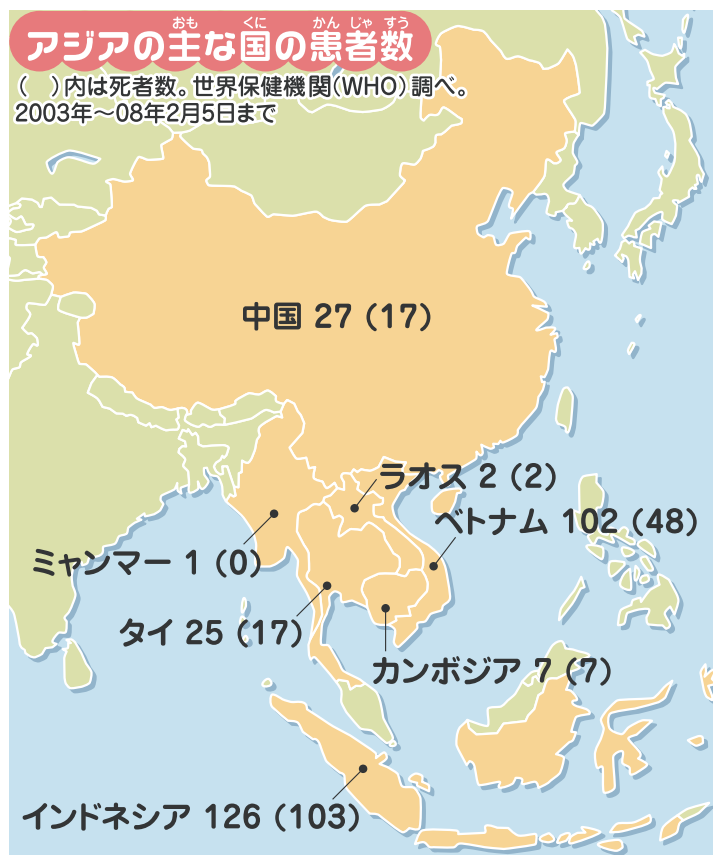 アジアの主な国の患者数
おも くに かんじゃすう
( )内は死者数。世界保健機関(WHO)調べ。
2003年〜08年2月5日まで
中国 27 (17)
ラオス 2 (2)
ベトナム 102 (48)
ミャンマー 1 (0)
タイ 25 (17)
カンボジア 7 (7)
インドネシア 126 (103)